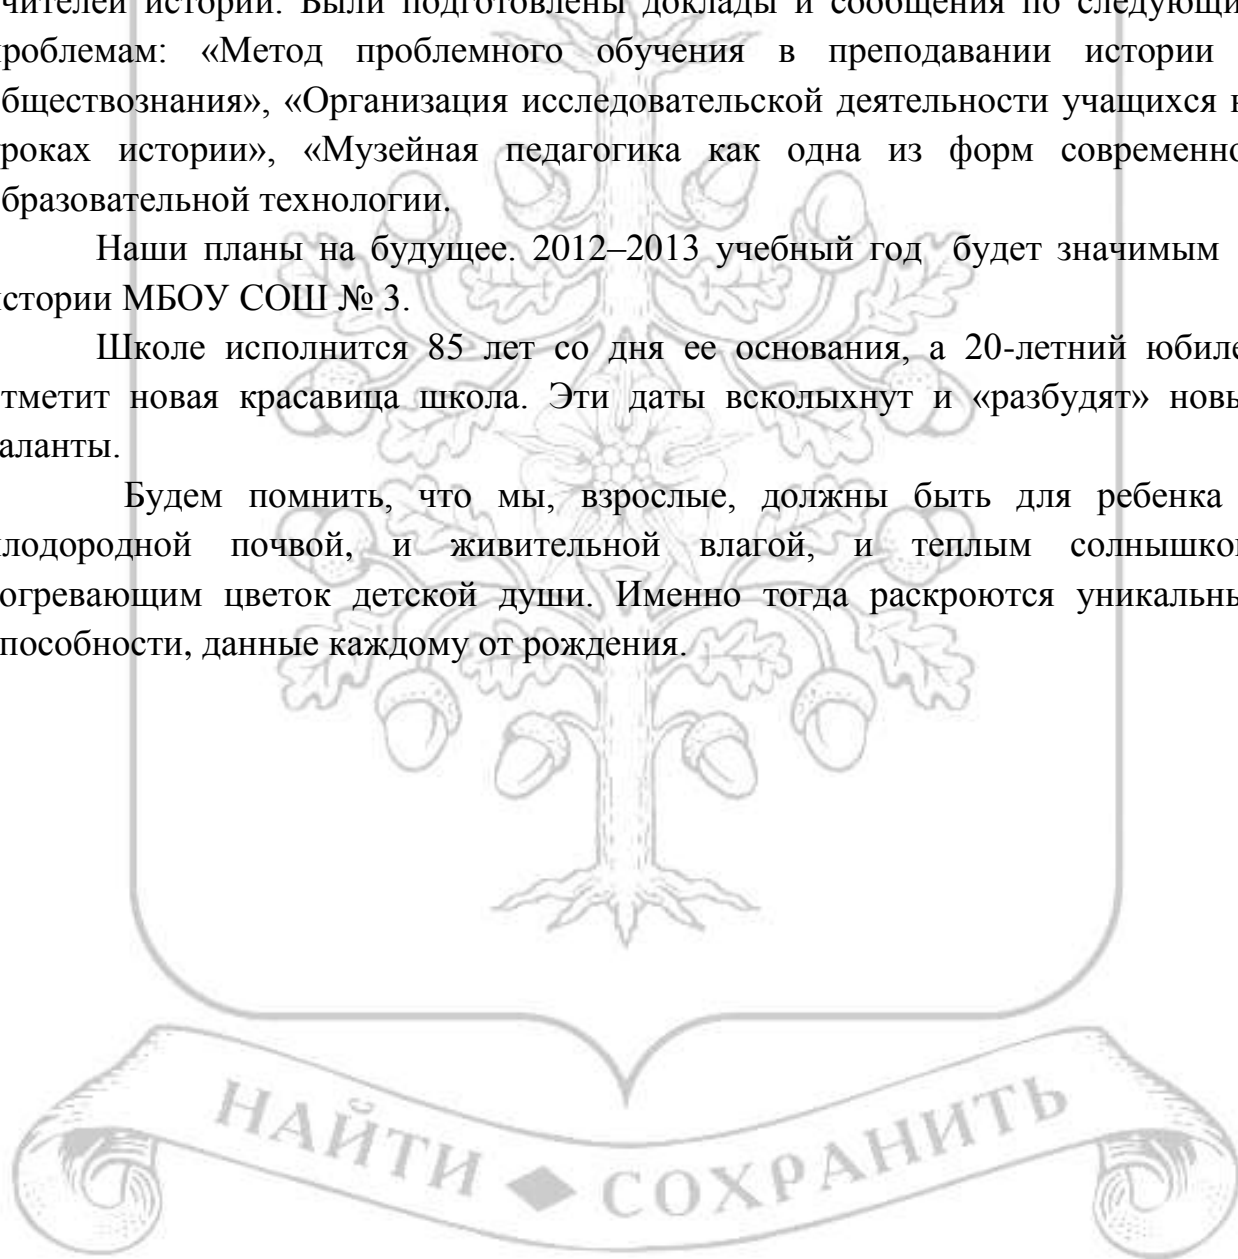 чителей истории. Были подготовлены доклады и сообщения по следующи
роблемам: «Метод проблемного обучения в преподавании истории
бществознания», «Организация исследовательской деятельности учащихся н
роках истории», «Музейная педагогика как одна из форм современно
бразовательной технологии.
Наши планы на будущее. 2012–2013 учебный год будет значимым
стории МБОУ СОШ № 3.
Школе исполнится 85 лет со дня ее основания, а 20-летний юбиле
тметит новая красавица школа. Эти даты всколыхнут и «разбудят» новы
аланты.
Будем помнить, что мы, взрослые, должны быть для ребенка
лодородной почвой, и живительной влагой, и теплым солнышком
огревающим цветок детской души. Именно тогда раскроются уникальны
пособности, данные каждому от рождения.
НАЙТИ ◆ СОХРАНИТЬ